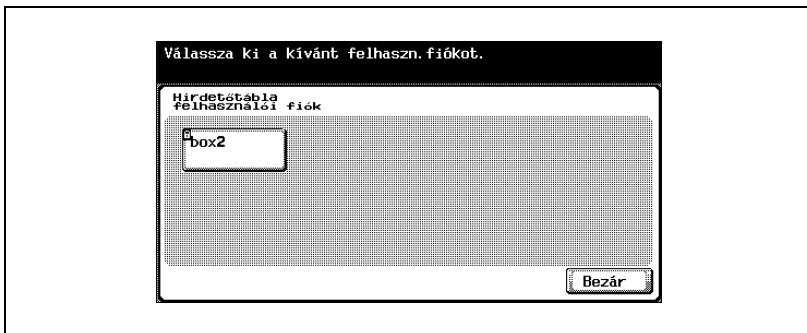 Válassza ki a kívánt felhaszn.fiókot.
Hirdetőtábla
felhasználói fiók
box2
Bezár